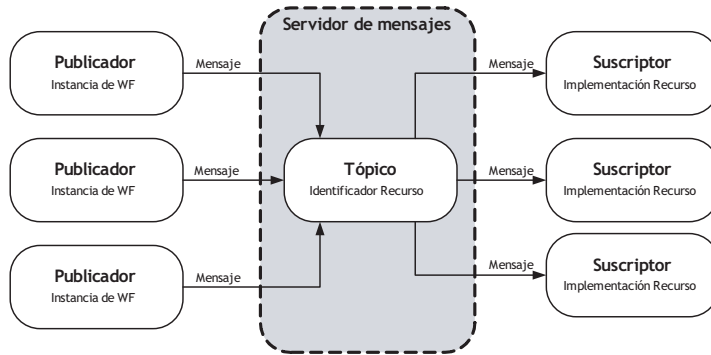 Servidor de mensajes
Publicador
Instancia de WF
Mensaje
Mensaje
Suscriptor
Implementación Recurso
Publicador
Instancia de WF
Mensaje
Tópico
Identificador Recurso
Mensaje
Suscriptor
Implementación Recurso
Publicador
Instancia de WF
Mensaje
Mensaje
Suscriptor
Implementación Recurso